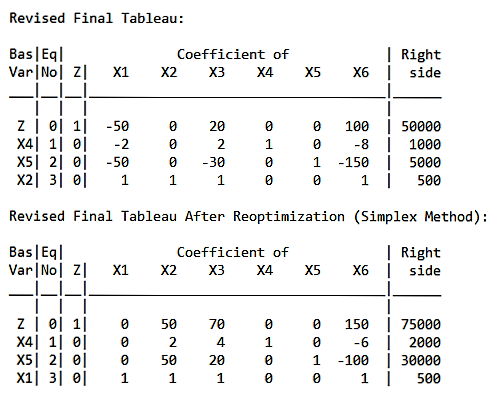 Revised Final Tableau:
Bas|Eq| Coefficient of | Right
Var|No| Z| X1 X2 X3 X4 X5 X6 | side
Z | 0| 1| -50 0 20 0 0 100 | 50000
X4| 1| 0| -2 0 2 1 0 -8 | 1000
X5| 2| 0| -50 0 -30 0 1 -150 | 5000
X2| 3| 0| 1 1 1 0 0 1 | 500
Revised Final Tableau After Reoptimization (Simplex Method):
Bas|Eq| Coefficient of | Right
Var|No| Z| X1 X2 X3 X4 X5 X6 | side
Z | 0| 1| 0 50 70 0 0 150 | 75000
X4| 1| 0| 0 2 4 1 0 -6 | 2000
X5| 2| 0| 0 50 20 0 1 -100 | 30000
X1| 3| 0| 1 1 1 0 0 1 | 500